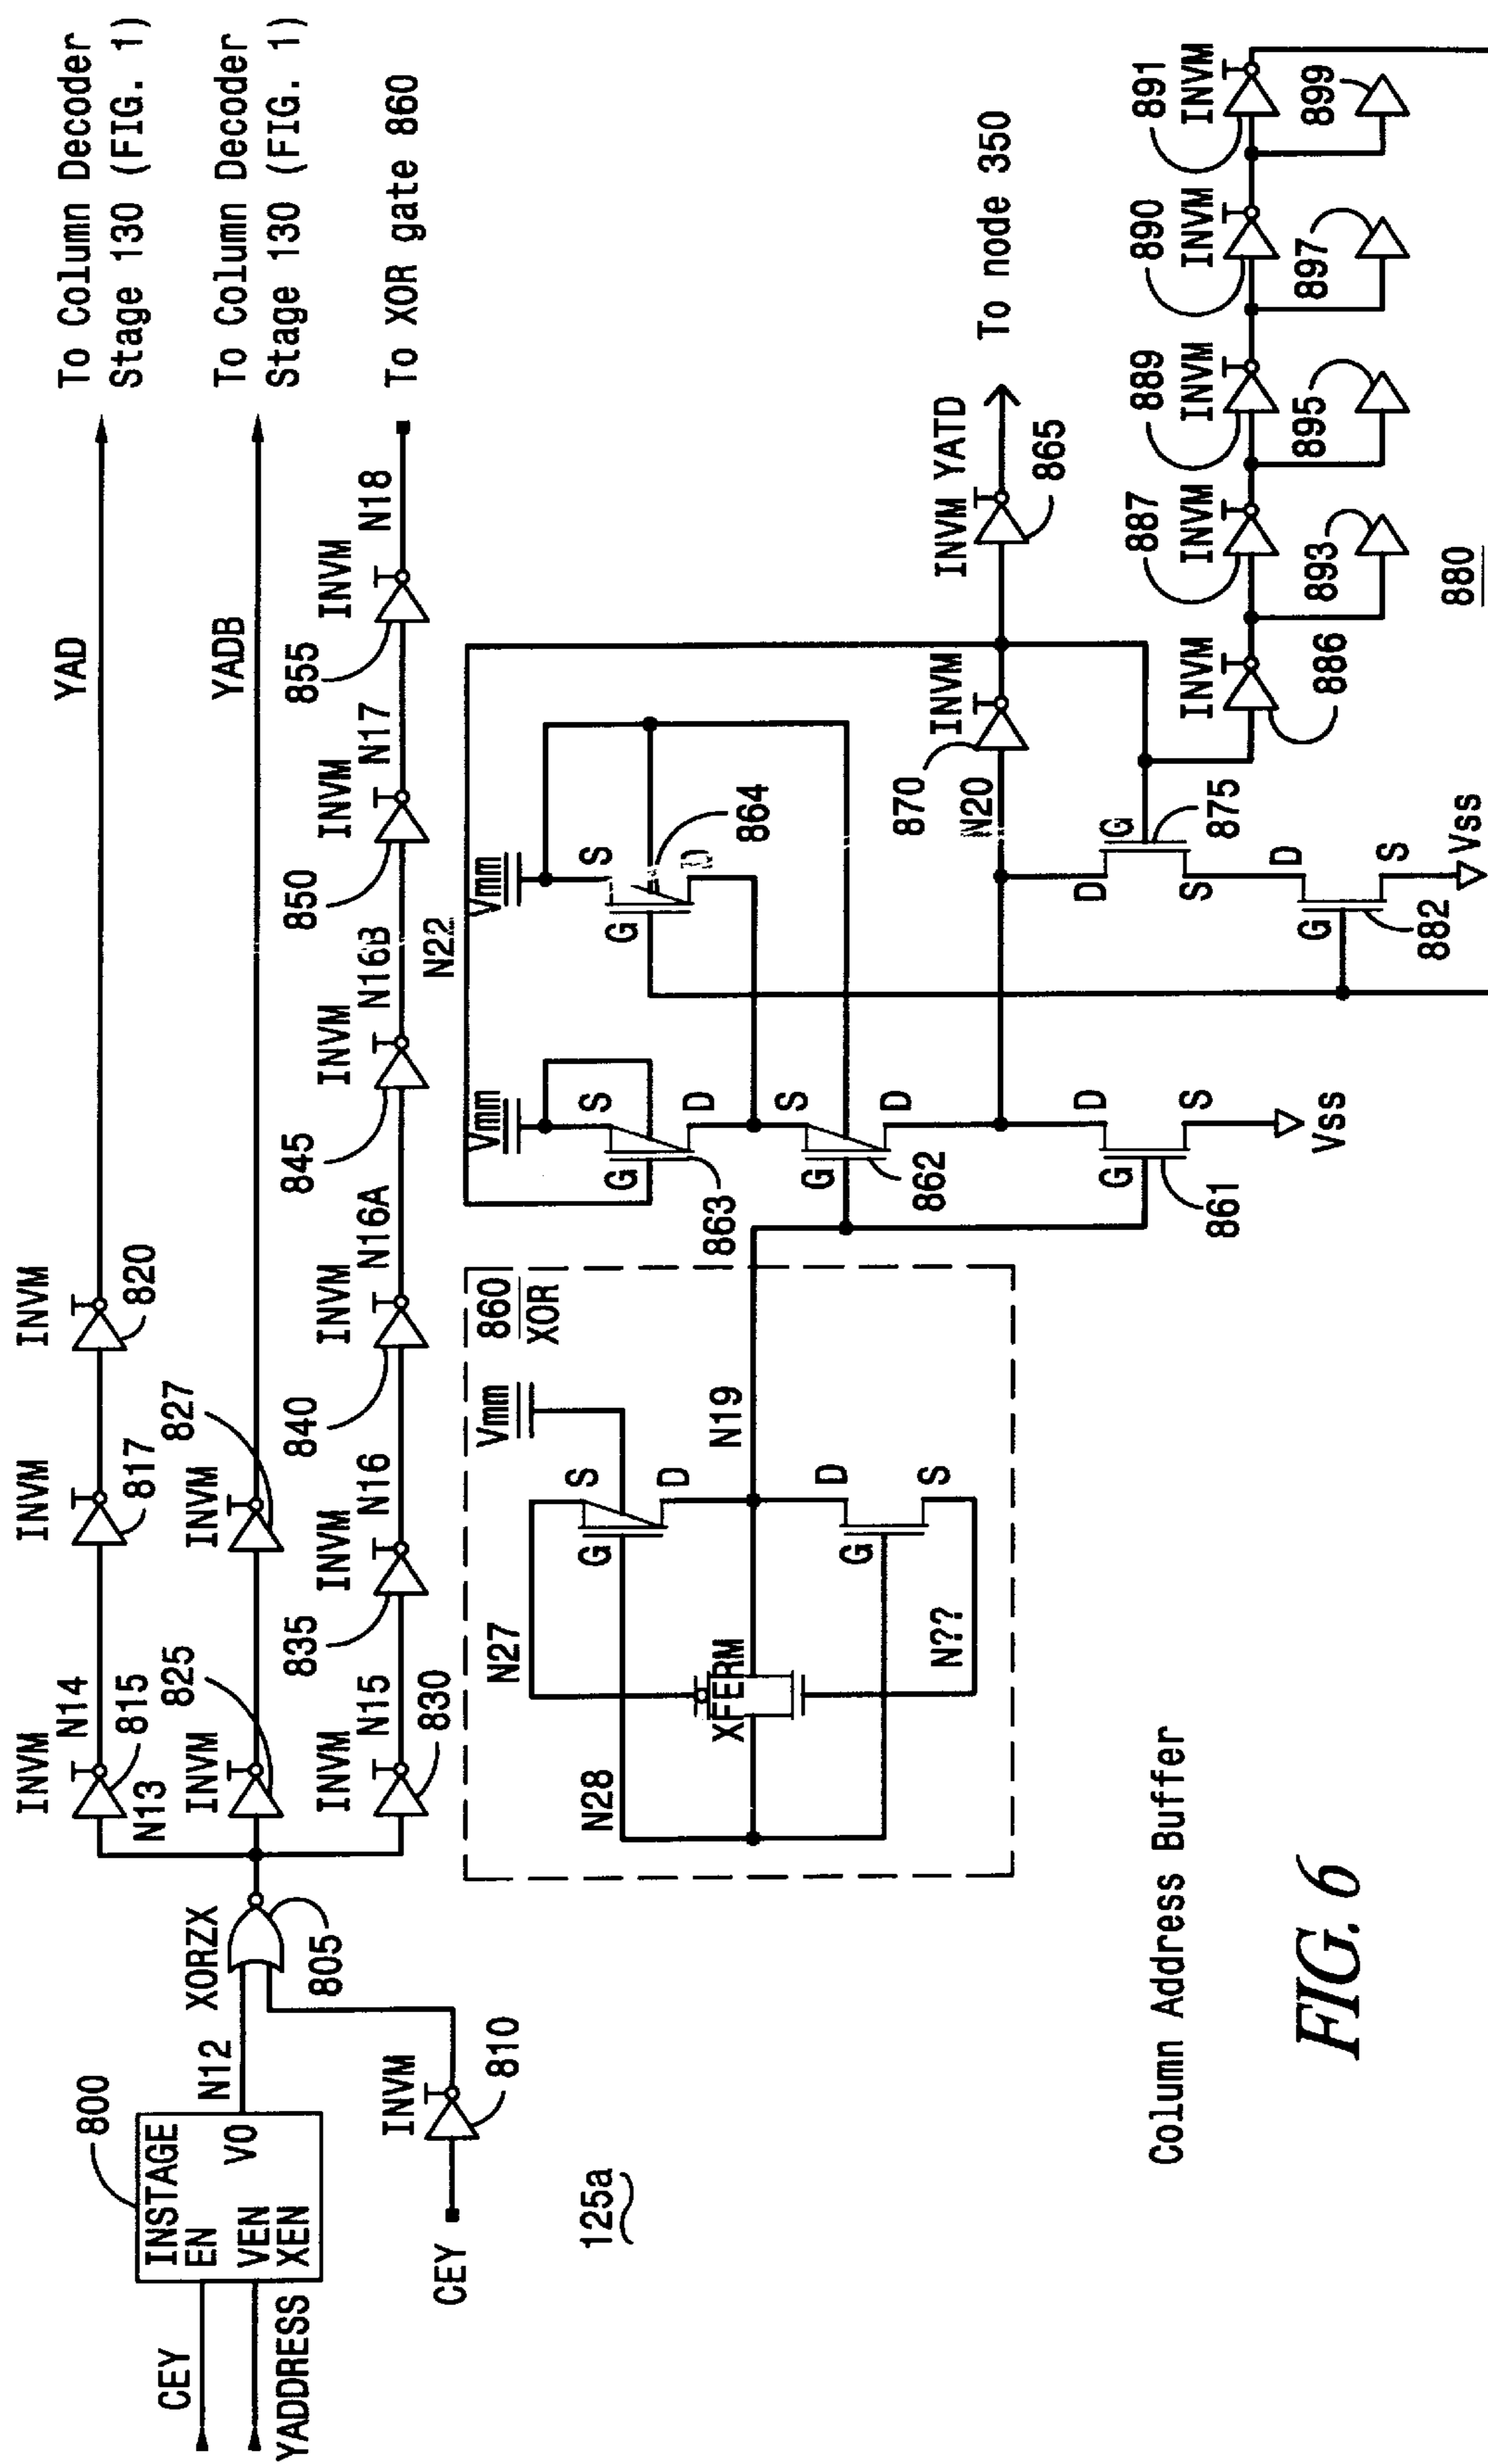 CEY
YADDRESS
800
INSTAGE
EN
VEN
XEN
VO
N12
XORZX
805
CEY
INVM
810
N13
INVM
N14
815
INVM
817
INVM
820
YAD
To Column Decoder
Stage 130 (FIG. 1)
INVM
825
INVM
827
YADB
To Column Decoder
Stage 130 (FIG. 1)
INVM
N15
830
INVM
N16
835
INVM
N16A
840
INVM
N16B
845
INVM
N17
850
INVM
N18
855
To XOR gate 860
125a
860
XOR
N27
N28
XFERM
N??
Vmm
S
G
D
D
G
S
N19
N22
Vmm
S
G
D
863
S
G
D
862
D
G
S
861
Vss
Vmm
S
G
D
864
N20
870
INVM
INVM
YATD
865
To node 350
D
G
S
875
D
G
S
882
Vss
INVM
886
887
INVM
889
INVM
890
INVM
891
INVM
893
895
897
899
880
Column Address Buffer
FIG. 6